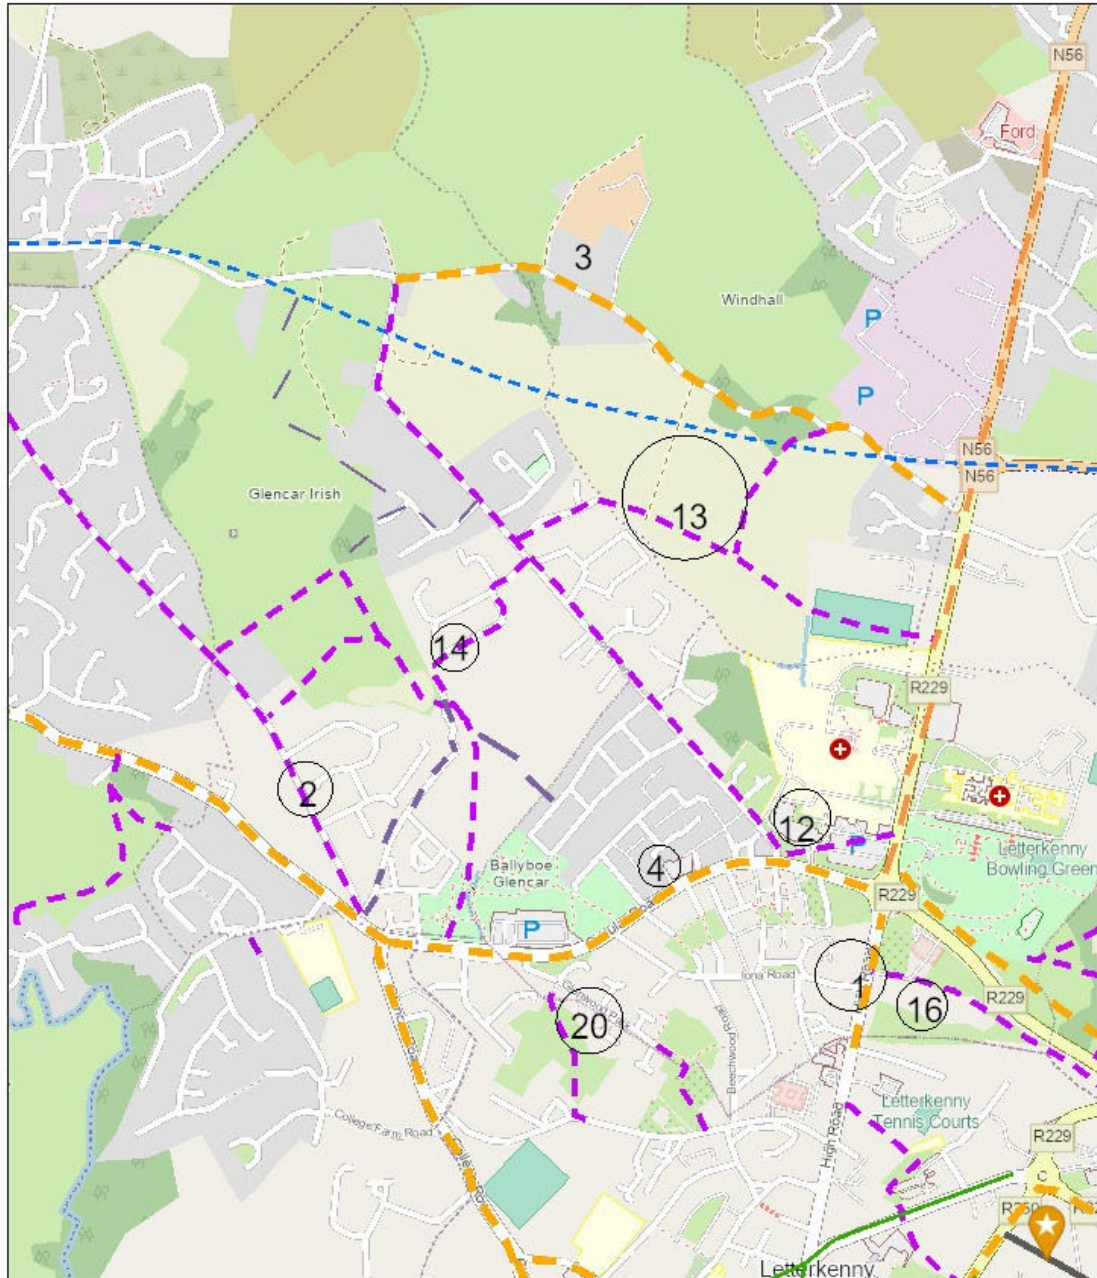 N56
Ford
3
Windhall
P
P
N56
N56
Glencar Irish
13
14
R229
2
12
P
4
Ballyboe
Glencar
Letterkenny
Bowling Green
R229
P
Iona Road
1
16
R229
20
Beechwood Road
College Farm Road
High Road
Letterkenny
Tennis Courts
R229
C
Letterkenny